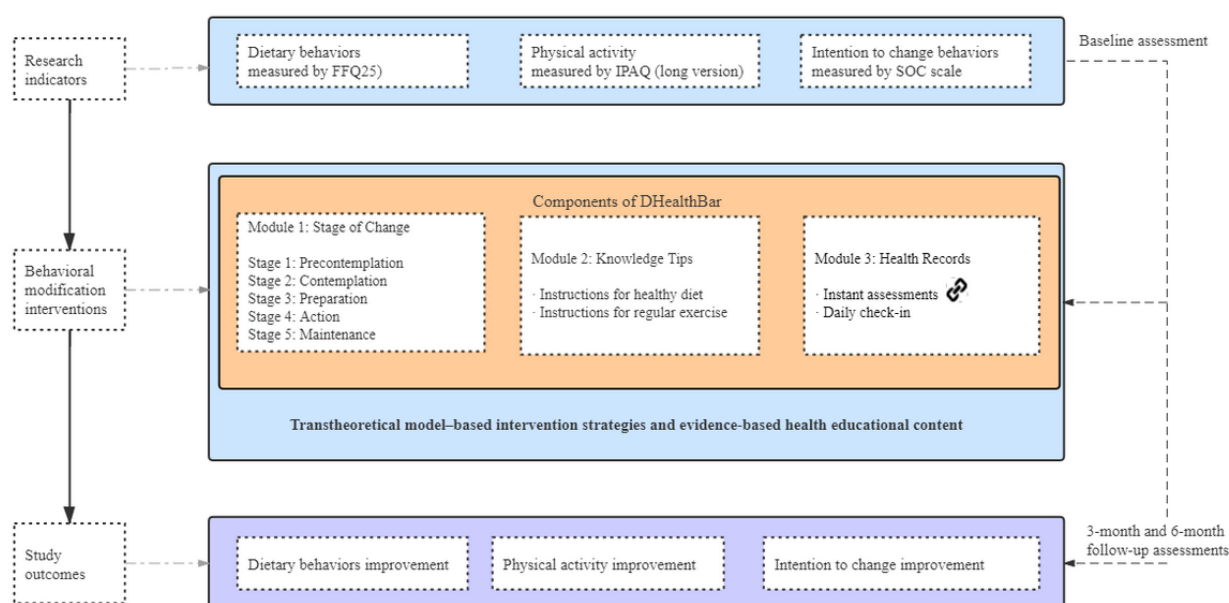 Research
indicators
Dietary behaviors
measured by FFQ25)
Physical activity
measured by IPAQ (long version)
Intention to change behaviors
measured by SOC scale
Baseline assessment
Behavioral
modification
interventions
Components of DHealthBar
Module 1: Stage of Change
Stage 1: Precontemplation
Stage 2: Contemplation
Stage 3: Preparation
Stage 4: Action
Stage 5: Maintenance
Module 2: Knowledge Tips
· Instructions for healthy diet
· Instructions for regular exercise
Module 3: Health Records
· Instant assessments
· Daily check-in
Transtheoretical model–based intervention strategies and evidence-based health educational content
Study
outcomes
Dietary behaviors improvement
Physical activity improvement
Intention to change improvement
3-month and 6-month
follow-up assessments